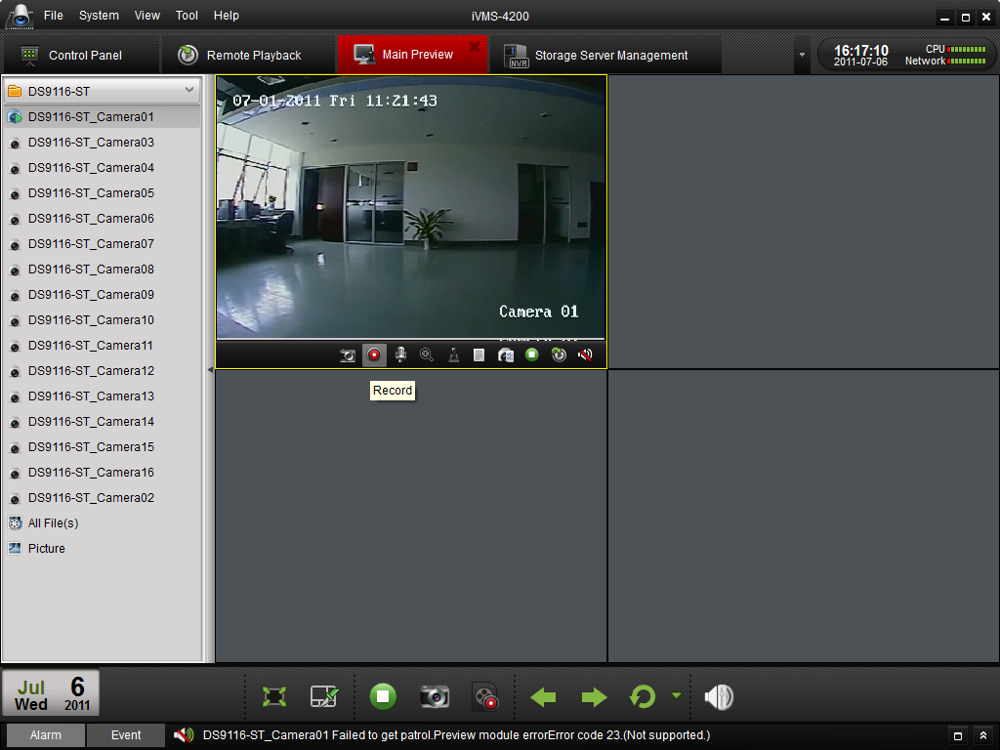 File System View Tool Help
iVMS-4200
Control Panel
Remote Playback
Main Preview
NVR
Storage Server Management
16:17:10
2011-07-06
CPU
Network
DS9116-ST
DS9116-ST_Camera01
DS9116-ST_Camera03
DS9116-ST_Camera04
DS9116-ST_Camera05
DS9116-ST_Camera06
DS9116-ST_Camera07
DS9116-ST_Camera08
DS9116-ST_Camera09
DS9116-ST_Camera10
DS9116-ST_Camera11
DS9116-ST_Camera12
DS9116-ST_Camera13
DS9116-ST_Camera14
DS9116-ST_Camera15
DS9116-ST_Camera16
DS9116-ST_Camera02
All File(s)
Picture
07-01-2011 Fri 11:21:43
Camera 01
Record
Jul 6
Wed 2011
Alarm
Event
DS9116-ST_Camera01 Failed to get patrol.Preview module errorError code 23.(Not supported.)